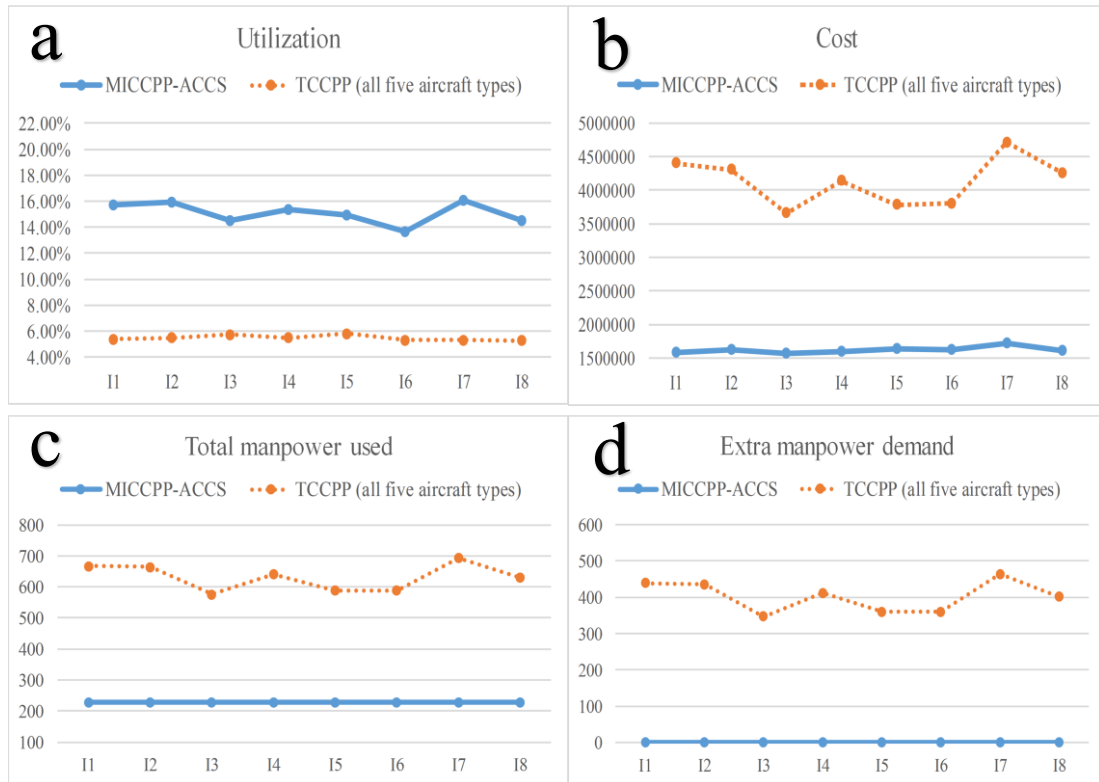 a
Utilization
MICCPP-ACCS TCCPP (all five aircraft types)
22.00%
20.00%
18.00%
16.00%
14.00%
12.00%
10.00%
8.00%
6.00%
4.00%
I1 I2 I3 I4 I5 I6 I7 I8
b
Cost
MICCPP-ACCS TCCPP (all five aircraft types)
5000000
4500000
4000000
3500000
3000000
2500000
2000000
1500000
I1 I2 I3 I4 I5 I6 I7 I8
c
Total manpower used
MICCPP-ACCS TCCPP (all five aircraft types)
800
700
600
500
400
300
200
100
I1 I2 I3 I4 I5 I6 I7 I8
d
Extra manpower demand
MICCPP-ACCS TCCPP (all five aircraft types)
600
500
400
300
200
100
0
I1 I2 I3 I4 I5 I6 I7 I8